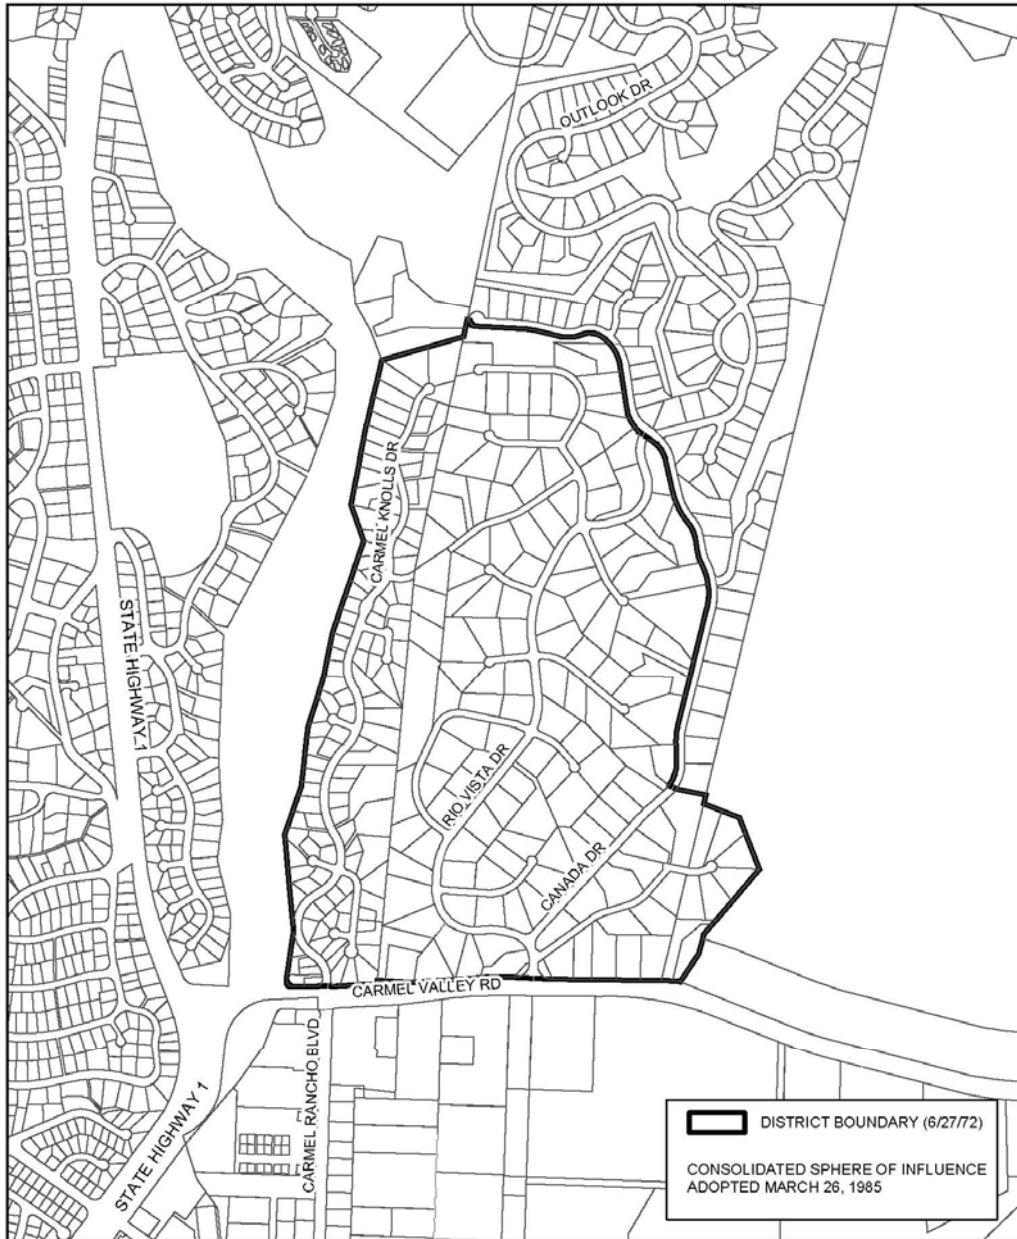 OUTLOOK DR
CARMEL KNOLLS DR
STATE HIGHWAY 1
RIO VISTA DR
CANADA DR
CARMEL VALLEY RD
CARMEL RANCHO BLVD
STATE HIGHWAY 1
DISTRICT BOUNDARY (6/27/72)
CONSOLIDATED SPHERE OF INFLUENCE
ADOPTED MARCH 26, 1985